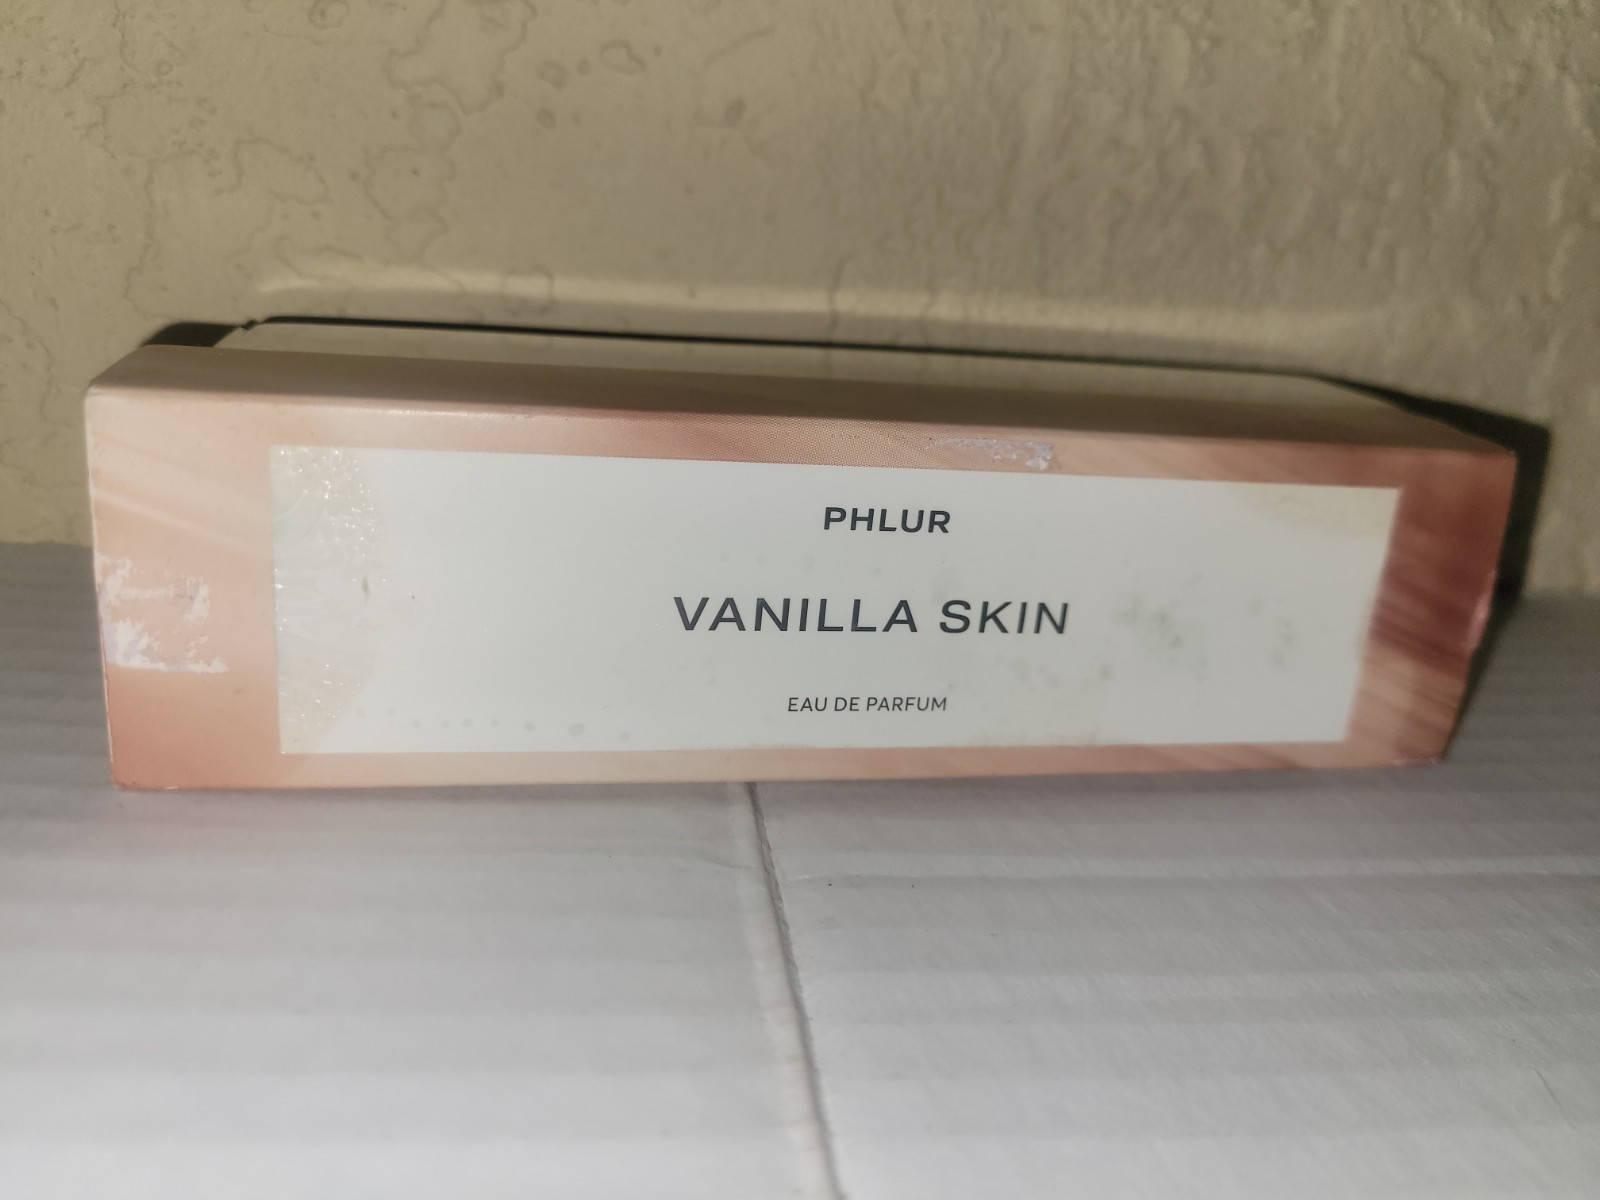 PHLUR
VANILLA SKIN
EAU DE PARFUM